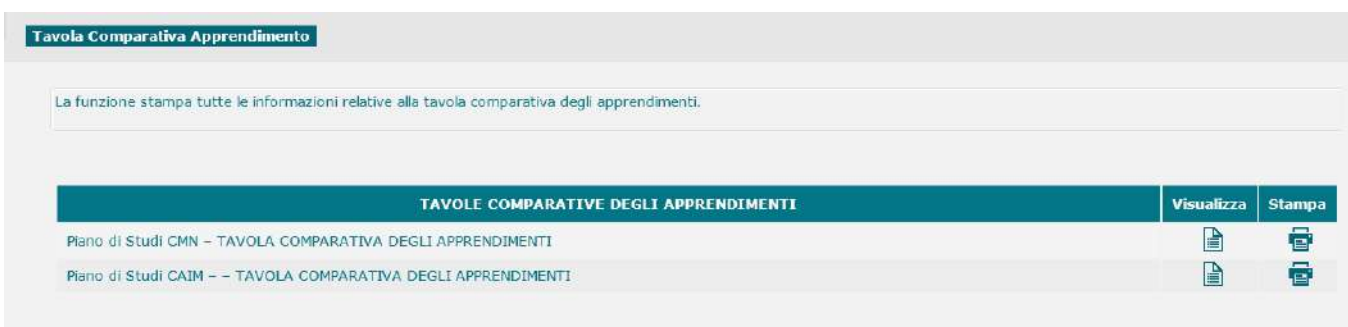 Tavola Comparativa Apprendimento
La funzione stampa tutte le informazioni relative alla tavola comparativa degli apprendimenti.
TAVOLE COMPARATIVE DEGLI APPRENDIMENTI Visualizza Stampa
Piano di Studi CMN – TAVOLA COMPARATIVA DEGLI APPRENDIMENTI
Piano di Studi CAIM – – TAVOLA COMPARATIVA DEGLI APPRENDIMENTI